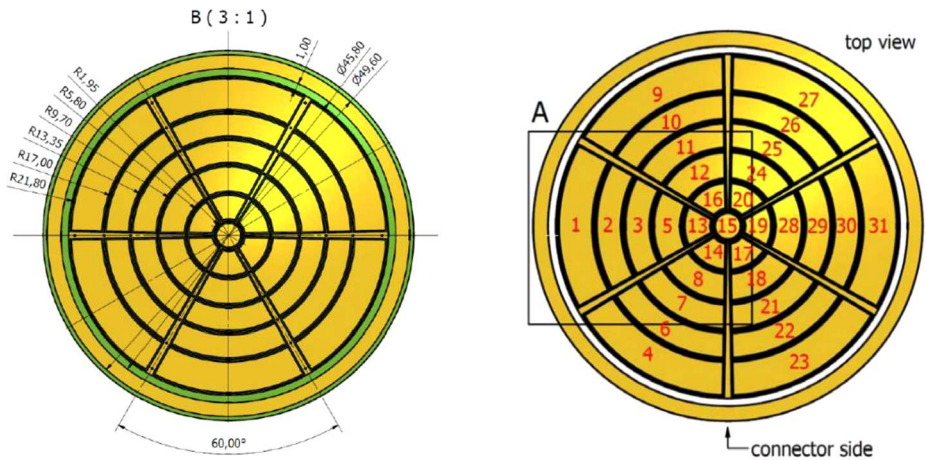 B ( 3 : 1 )
1,00
Ø45,80
Ø49,60
R1,95
R5,80
R9,70
R13,35
R17,00
R21,80
60,00°
top view
A
9
27
10
26
11
25
12
24
16 20
1 2 3 5 13 15 19 28 29 30 31
14 17
8 18
7 21
6 22
4 23
connector side